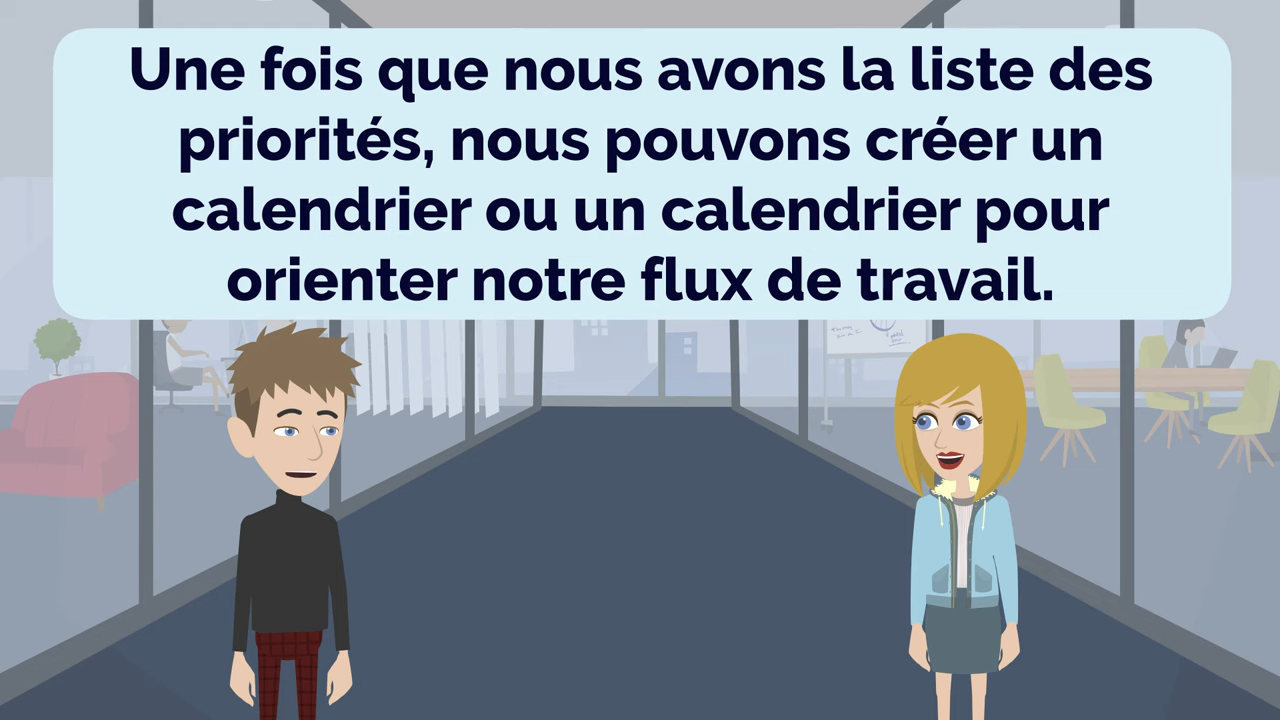 Une fois que nous avons la liste des
priorités, nous pouvons créer un
calendrier ou un calendrier pour
orienter notre flux de travail.